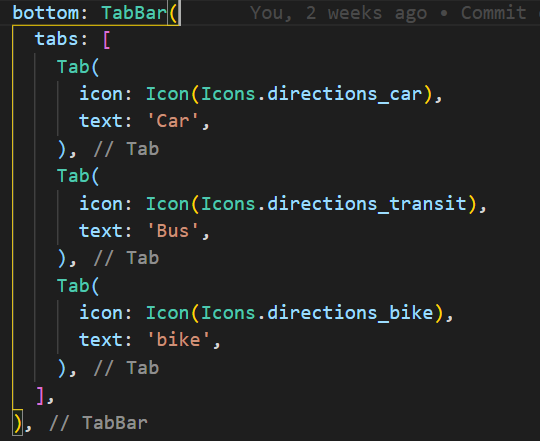 bottom: TabBar( You, 2 weeks ago • Commit
tabs: [
Tab(
icon: Icon(Icons.directions_car),
text: 'Car',
), // Tab
Tab(
icon: Icon(Icons.directions_transit),
text: 'Bus',
), // Tab
Tab(
icon: Icon(Icons.directions_bike),
text: 'bike',
), // Tab
],
), // TabBar